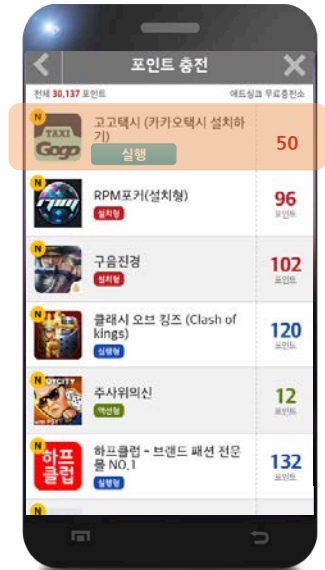 포인트 충전
전체 30,137 포인트
애드싱크 무료충전소
N
TAXI
Gogo
고고택시 (카카오택시 설치하
기)
실행
50
N
rpm
RPM포커(설치형)
설치형
96
포인트
N
구음진경
설치형
102
포인트
N
클래시 오브 킹즈 (Clash of
kings)
실행형
120
포인트
N
JOYCITY
주사위의신
액션형
12
포인트
N
하프
클럽
하프클럽 - 브랜드 패션 전문
몰 NO.1
실행형
132
포인트
N